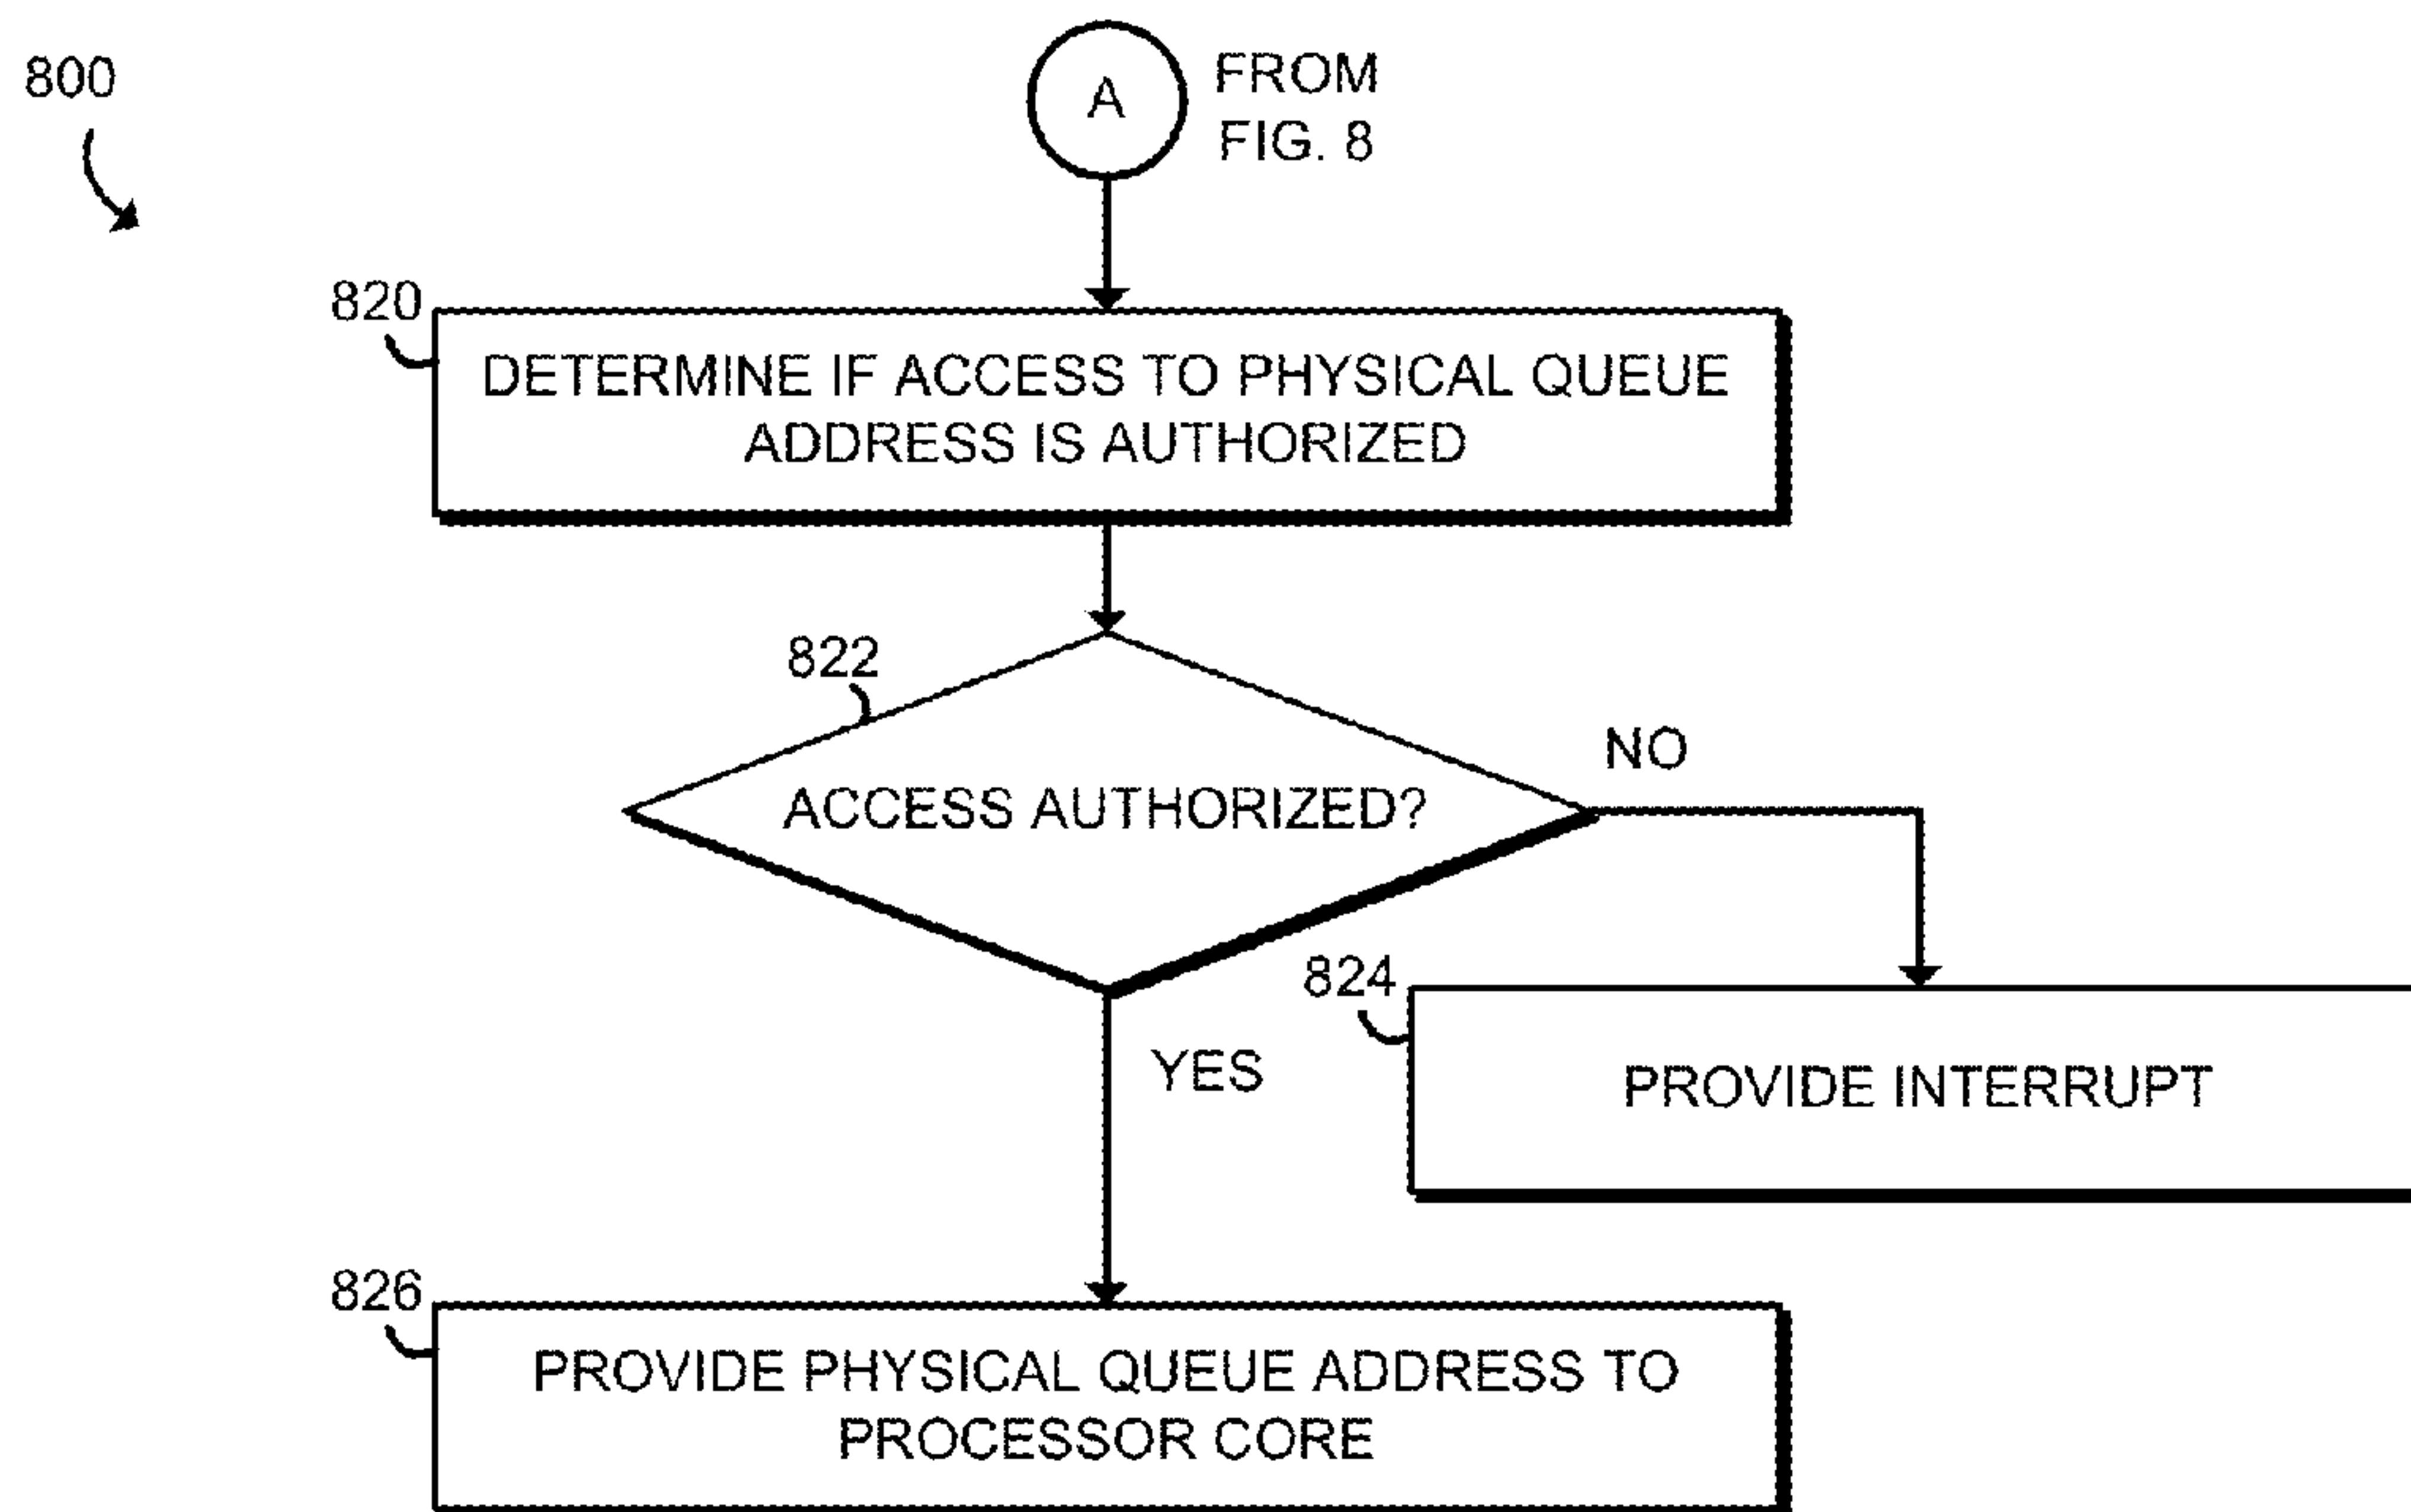 800
A
FROM
FIG. 8
820
DETERMINE IF ACCESS TO PHYSICAL QUEUE
ADDRESS IS AUTHORIZED
822
ACCESS AUTHORIZED?
NO
824
YES
PROVIDE INTERRUPT
826
PROVIDE PHYSICAL QUEUE ADDRESS TO
PROCESSOR CORE